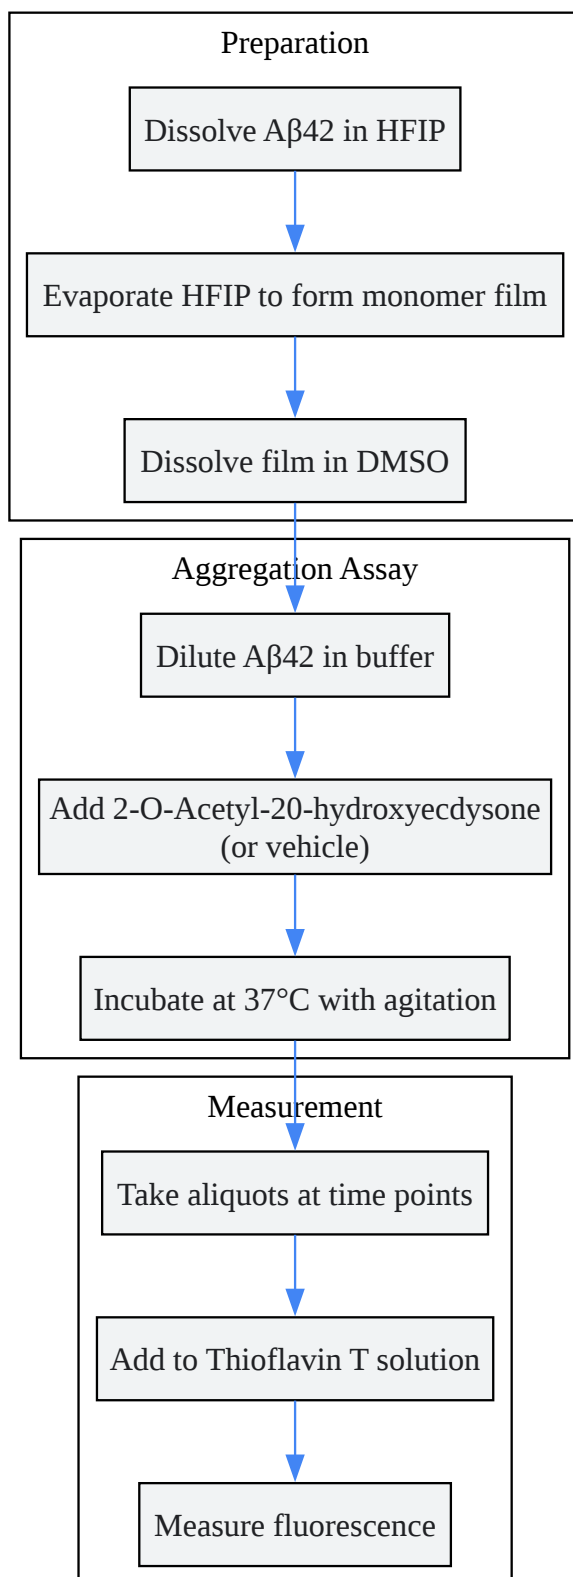 Preparation
Dissolve Aβ42 in HFIP
Evaporate HFIP to form monomer film
Dissolve film in DMSO
Aggregation Assay
Dilute Aβ42 in buffer
Add 2-O-Acetyl-20-hydroxyecdysone
(or vehicle)
Incubate at 37°C with agitation
Measurement
Take aliquots at time points
Add to Thioflavin T solution
Measure fluorescence